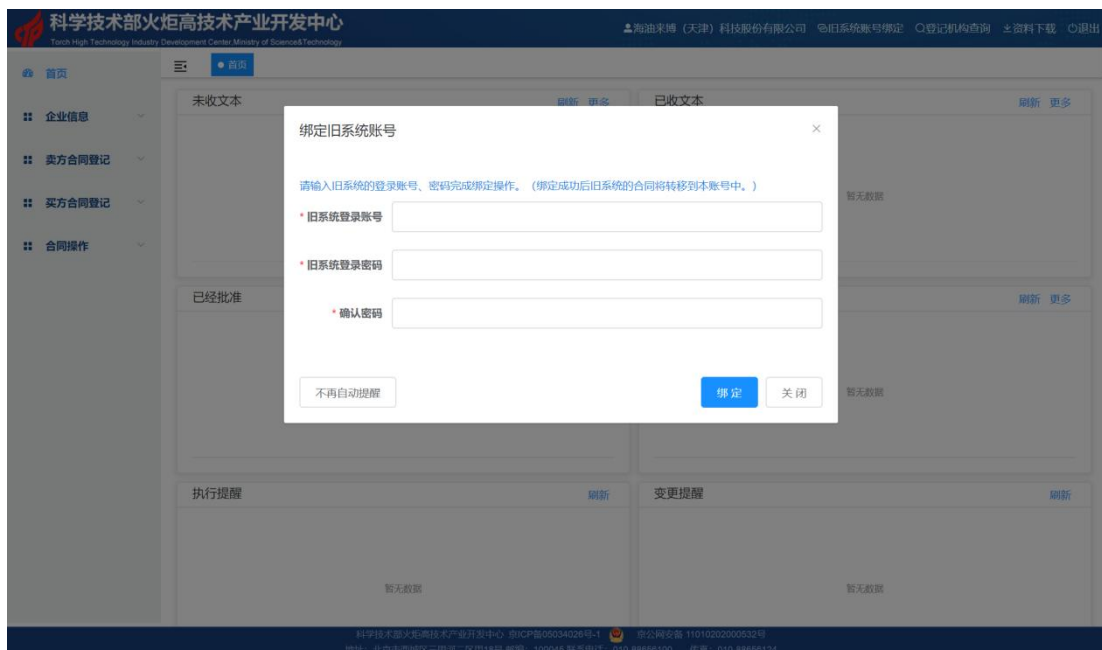 科学技术部火炬高技术产业开发中心
Torch High Technology Industry Development Center,Ministry of Science&Technology
海油来博（天津）科技股份有限公司 旧系统账号绑定 登记机构查询 资料下载 退出
首页
首页
企业信息
卖方合同登记
买方合同登记
合同操作
未收文本 刷新 更多
已收文本 刷新 更多
暂无数据
绑定旧系统账号
请输入旧系统的登录账号、密码完成绑定操作。（绑定成功后旧系统的合同将转移到本账号中。）
* 旧系统登录账号
* 旧系统登录密码
* 确认密码
不再自动提醒 绑 定 关 闭
已经批准
刷新 更多
暂无数据
执行提醒 刷新
变更提醒 刷新
暂无数据
暂无数据
科学技术部火炬高技术产业开发中心 京ICP备05034026号-1 京公网安备 11010202000532号